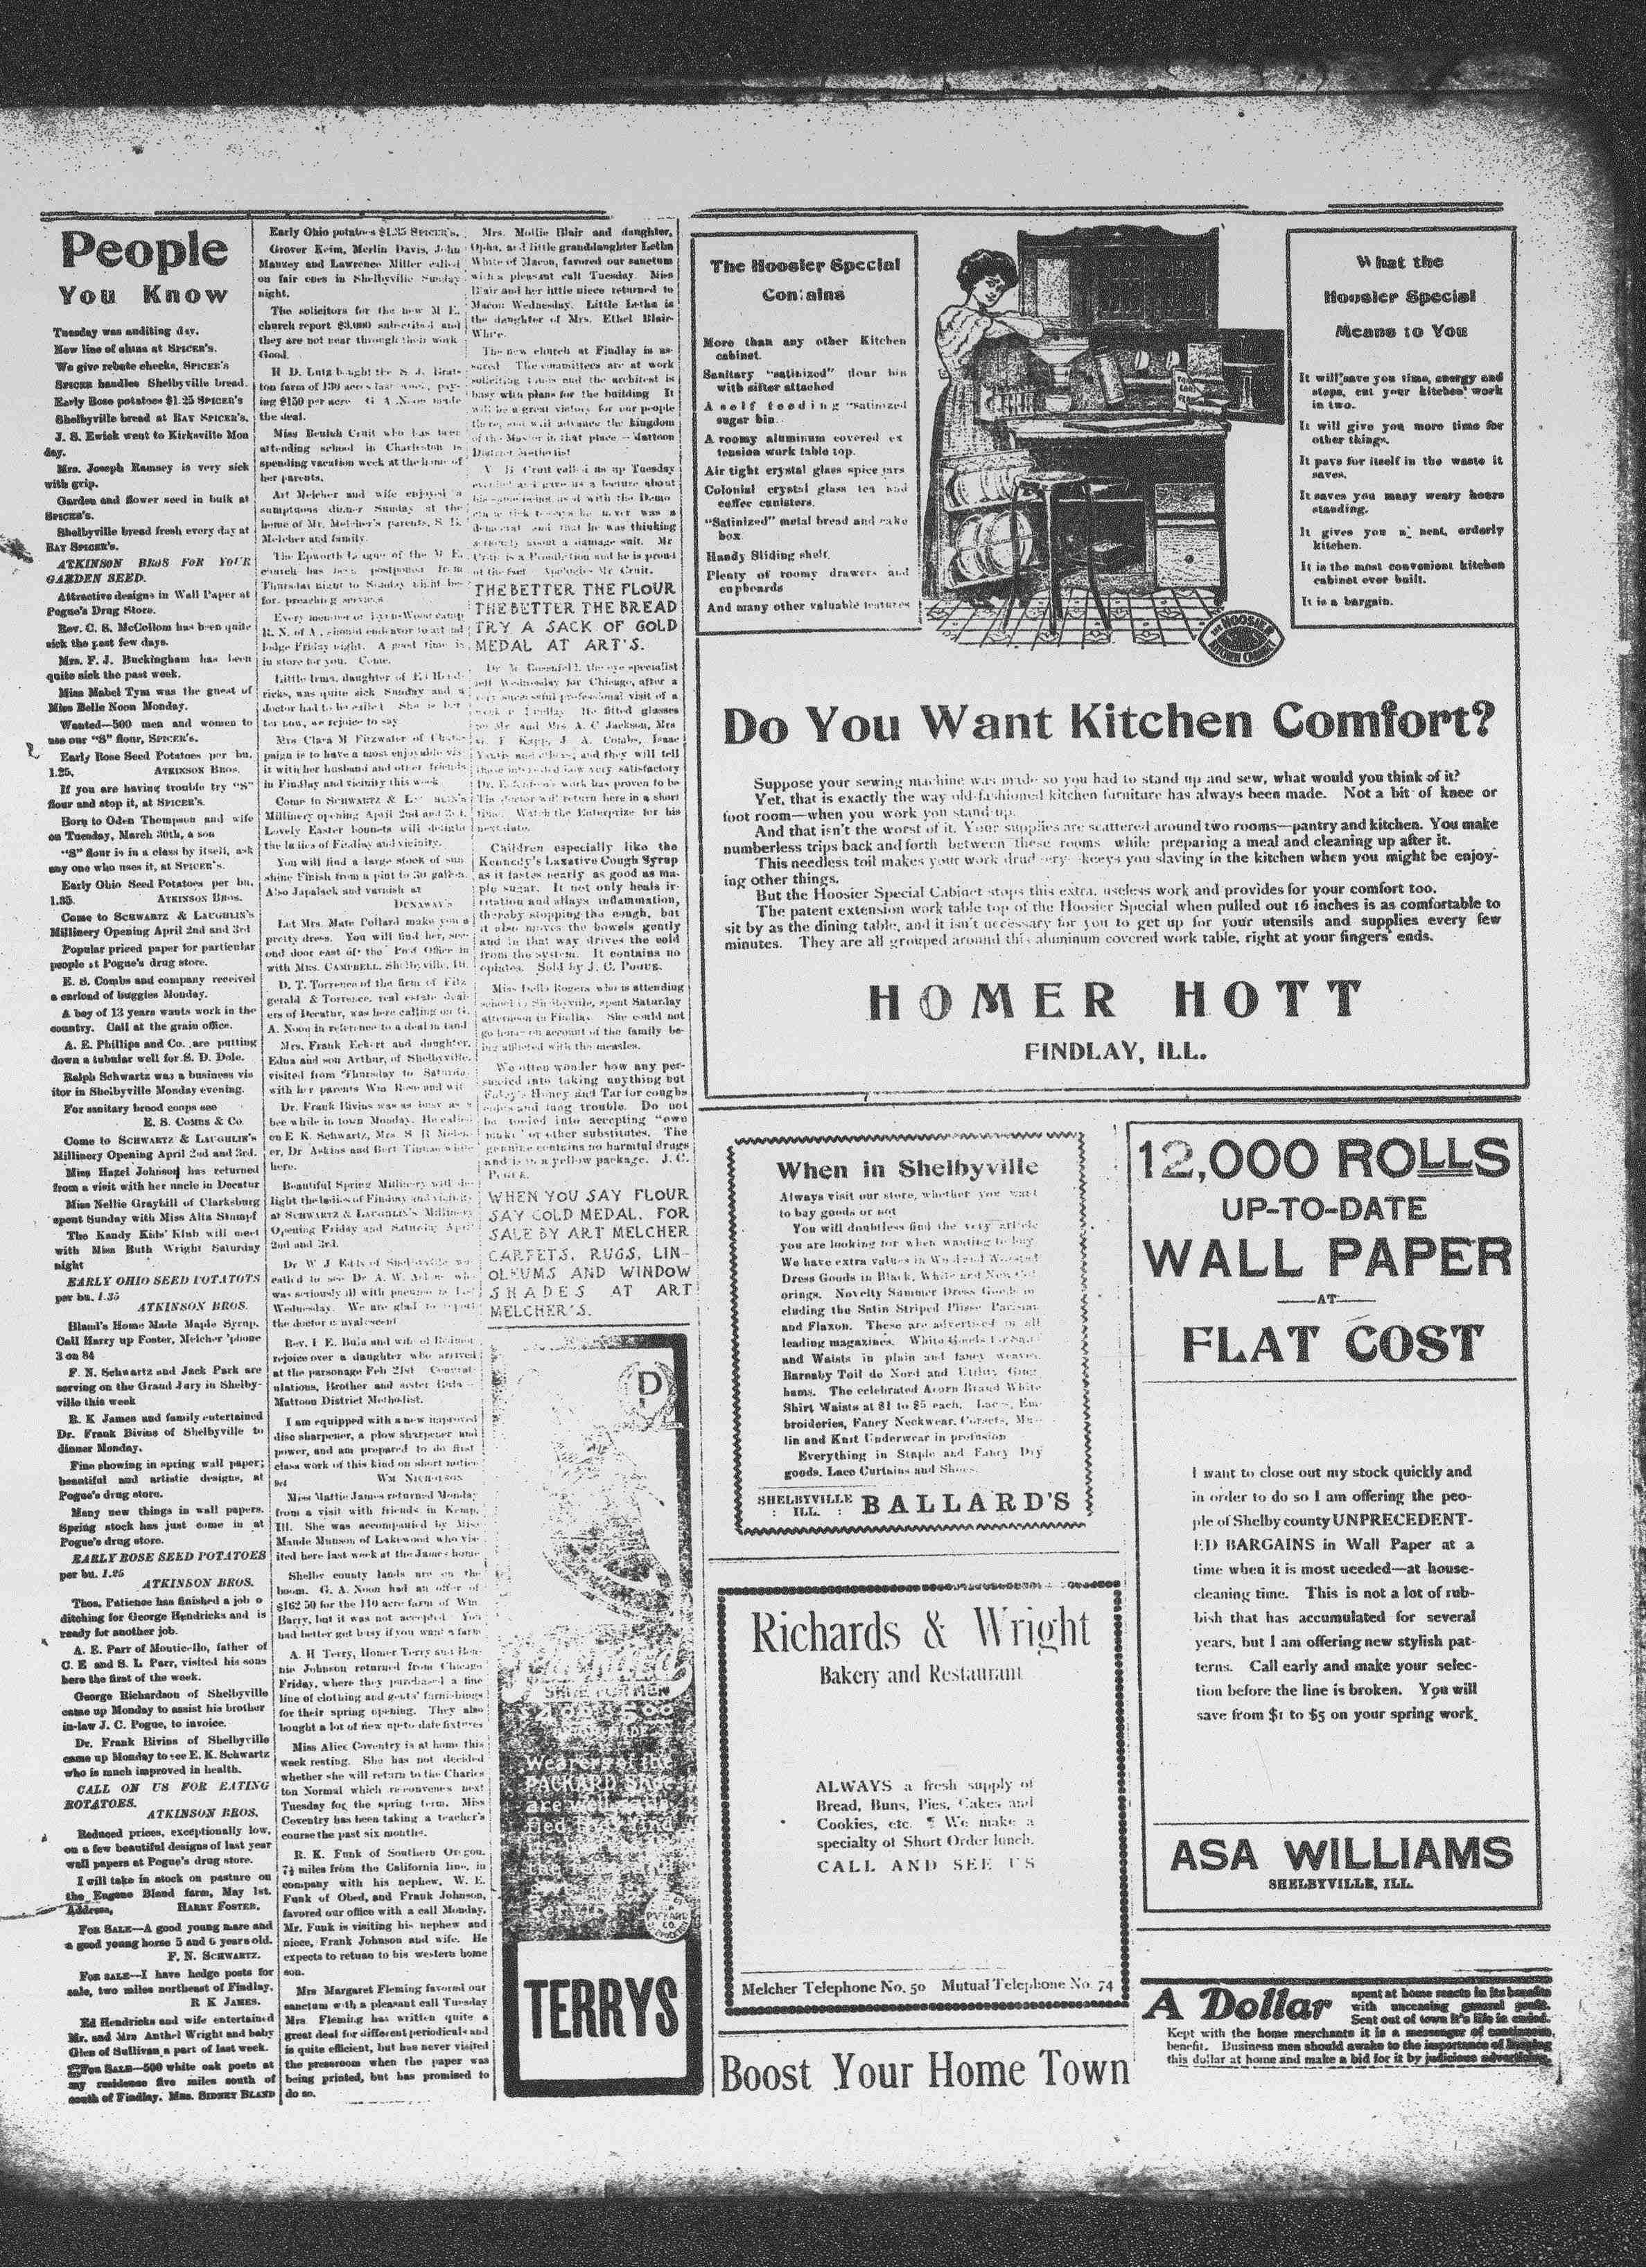 People
You Know
Tuesday was auditing day.
New line of china at SPICER'S.
We give rebate checks, SPICER'S
SPICER handles Shelbyville bread.
Early Rose potatoes $1.25 SPICER'S
Shelbyville bread at RAY SPICER'S.
J. S. Ewick went to Kirksville Mon
day.
Mrs. Joseph Ramsey is very sick
with grip.
Garden and flower seed in bulk at
SPICER'S.
Shelbyville bread fresh every day at
RAY SPICER'S.
ATKINSON BROS FOR YOUR
GARDEN SEED.
Attractive designs in Wall Paper at
Pogue's Drug Store.
Rev. C. S. McCollom has been quite
sick the past few days.
Mrs. F. J. Buckingham has been
quite sick the past week.
Miss Mabel Tym was the guest of
Miss Belle Noon Monday.
Wanted—500 men and women to
use our "S" flour, SPICER'S.
Early Rose Seed Potatoes per bu.
1.25. ATKINSON BROS.
If you are having trouble try "S"
flour and stop it, at SPICER'S.
Born to Oden Thompson and wife
on Tuesday, March 30th, a son
"S" flour is in a class by itself, ask
any one who uses it, at SPICER'S.
Early Ohio Seed Potatoes per bu.
1.35. ATKINSON BROS.
Come to SCHWARTZ & LAUGHLIN'S
Millinery Opening April 2nd and 3rd
Popular priced paper for particular
people at Pogue's drug store.
E. S. Combs and company received
a carload of buggies Monday.
A boy of 13 years wants work in the
country. Call at the grain office.
A. E. Phillips and Co. are putting
down a tubular well for S. D. Dole.
Ralph Schwartz was a business vis
itor in Shelbyville Monday evening.
For sanitary brood coops see
E. S. COMBS & CO.
Come to SCHWARTZ & LAUGHLIN'S
Millinery Opening April 2nd and 3rd.
Miss Hazel Johnson has returned
from a visit with her uncle in Decatur
Miss Nellie Graybill of Clarksburg
spent Sunday with Miss Alta Stumpf
The Kandy Kids' Klub will meet
with Miss Ruth Wright Saturday
night
EARLY OHIO SEED POTATOTS
per bu. 1.35
ATKINSON BROS.
Bland's Home Made Maple Syrup.
Call Harry up Foster, Melcher 'phone
3 on 84
F. N. Schwartz and Jack Park are
serving on the Grand Jury in Shelby-
ville this week
R. K James and family entertained
Dr. Frank Bivins of Shelbyville to
dinner Monday.
Fine showing in spring wall paper;
beautiful and artistic designs, at
Pogue's drug store.
Many new things in wall papers.
Spring stock has just come in at
Pogue's drug store.
EARLY ROSE SEED POTATOES
per bu. 1.25
ATKINSON BROS.
Thos. Patience has finished a job o
ditching for George Hendricks and is
ready for another job.
A. E. Parr of Monticello, father of
C. E and S. L Parr, visited his sons
here the first of the week.
George Richardson of Shelbyville
came up Monday to assist his brother
in-law J. C. Pogue, to invoice.
Dr. Frank Bivins of Shelbyville
came up Monday to see E. K. Schwartz
who is much improved in health.
CALL ON US FOR EATING
POTATOES.
ATKINSON BROS.
Reduced prices, exceptionally low,
on a few beautiful designs of last year
wall papers at Pogue's drug store.
I will take in stock on pasture on
the Eugene Bland farm, May 1st.
Address, HARRY FOSTER.
FOR SALE—A good young mare and
a good young horse 5 and 6 years old.
F. N. SCHWARTZ.
FOR SALE—I have hedge posts for
sale, two miles northeast of Findlay.
R K JAMES.
Ed Hendricks and wife entertained
Mr. and Mrs Anthel Wright and baby
Glen of Sullivan a part of last week.
FOR SALE—500 white oak posts at
my residence five miles south of
south of Findlay. MRS. SIDNEY BLAND
Early Ohio potatoes $1.35 SPICER'S.
Grover Keim, Merlin Davis, John
Mauzey and Lawrence Miller called
on fair ones in Shelbyville Sunday
night.
The solicitors for the new M E.
church report $3,000 subscribed and
they are not near through their work
Good.
H D. Lutz bought the S. J. Brat-
ton farm of 130 acres last week, pay-
ing $150 per acre G A Noon made
the deal.
Miss Beulah Cruit who has been
attending school in Charleston is
spending vacation week at the home of
her parents.
Art Melcher and wife enjoyed a
sumptuous dinner Sunday at the
home of Mr. Melcher's parents, S B.
Melcher and family.
The Epworth League of the M E.
church has been postponed from
Thursday night to Sunday night be-
for. preaching services
Every member of camp
R. N. of A. should endeavor to attend
lodge Friday night. A good time is
in store for you. Come.
Little Irma, daughter of Ed Hend-
ricks, was quite sick Sunday and a
doctor had to be called She is bet
ter now, we rejoice to say
Mrs Clara M Fitzwater of Cham-
paign is to have a most enjoyable vis
it with her husband and other friends
in Findlay and vicinity this week
Come to SCHWARTZ & LAUGHLIN'S
Millinery opening April 2nd and 3rd.
Lovely Easter bonnets will delight
the ladies of Findlay and vicinity.
You will find a large stock of sun
shine Finish from a pint to 50 gallon.
Also Japalack and varnish at
DUNAWAY'S
Let Mrs. Mate Pollard make you a
pretty dress. You will find her, sec-
ond door east of the Post Office in
with MRS. CAMPBELL, Shelbyville, Ill.
D. T. Torrence of the firm of Fitz
gerald & Torrence, real estate deal-
ers of Decatur, was here calling on G.
A. Noon in reference to a deal in land
Mrs. Frank Eckert and daughter,
Edna and son Arthur, of Shelbyville,
visited from Thursday to Saturda.
with her parents Wm Rose and wif
Dr. Frank Bivins was as busy as a
bee while in town Monday. He called
on E K. Schwartz, Mrs S B Melch-
er, Dr Askins and Bert Tipton while
here.
Beautiful Spring Millinery will de-
light the ladies of Findlay and vicinity
at SCHWARTZ & LAUGHLIN'S Millinery
Opening Friday and Saturday April
2nd and 3rd.
Dr W J Eddy of Shelbyville was
called to see Dr A. W. who
was seriously ill with pneumonia last
Wednesday. We are glad to report
the doctor convalescent
Rev. I E. Bula and wife of Bethany
rejoice over a daughter who arrived
at the parsonage Feb 21st Congrat-
ulations, Brother and sister Bula—
Mattoon District Methodist.
I am equipped with a new improved
disc sharpener, a plow sharpener and
power, and am prepared to do first
class work of this kind on short notice
WM NICHOLSON
Miss Mattie James returned Monday
from a visit with friends in Kemp,
Ill. She was accompanied by Miss
Maude Munson of Lakewood who vis-
ited here last week at the James home
Shelby county lands are on the
boom. G. A. Noon had an offer of
$162 50 for the 110 acre farm of Wm
Barry, but it was not accepted You
had better get busy if you want a farm
A. H Terry, Homer Terry and Ben-
nie Johnson returned from Chicago
Friday, where they purchased a fine
line of clothing and gents' furnishings
for their spring opening. They also
bought a lot of new up-to-date fixtures
Miss Alice Coventry is at home this
week resting. She has not decided
whether she will return to the Charles
ton Normal which re-convenes next
Tuesday for the spring term. Miss
Coventry has been taking a teacher's
course the past six months.
R. K. Funk of Southern Oregon,
7½ miles from the California line, in
company with his nephew, W. E.
Funk of Obed, and Frank Johnson,
favored our office with a call Monday.
Mr. Funk is visiting his nephew and
niece, Frank Johnson and wife. He
expects to retuan to his western home
son.
Mrs Margaret Fleming favored our
sanctum with a pleasant call Tuesday
Mrs. Fleming has written quite a
great deal for different periodicals and
is quite efficient, but has never visited
the pressroom when the paper was
being printed, but has promised to
do so.
Mrs. Mollie Blair and daughter,
Opha, and little granddaughter Letha
White of Macon, favored our sanctum
with a pleasant call Tuesday. Miss
Blair and her little niece returned to
Macon Wednesday. Little Letha is
the daughter of Mrs. Ethel Blair-
White.
The new church at Findlay is as-
sured. The committees are at work
soliciting funds and the architect is
busy with plans for the building It
will be a great victory for our people
there, and will advance the kingdom
of the Master in that place—Mattoon
District Methodist
V B Cruit called us up Tuesday
evening and gave us a lecture about
his name being used with the Demo
cratic ticket to says he never was a
democrat and that he was thinking
seriously about a damage suit. Mr
Cruit is a Prohibition and he is proud
of the fact Apologies Mr Cruit.
THE BETTER THE FLOUR
THE BETTER THE BREAD
TRY A SACK OF GOLD
MEDAL AT ART'S.
Dr M. Rosenfelt, the eye specialist
left Wednesday for Chicago, after a
very successful professional visit of a
week in Findlay He fitted glasses
for Mr and Mrs A. C Jackson, Mrs
G. F Rapp, J A. Combs, Isaac
Yantis and others, and they will tell
those interested how very satisfactory
Dr. work has proven to be
The doctor will return here in a short
time. Watch the Enterprize for his
next date.
Children especially like the
Kennedy's Laxative Cough Syrup
as it tastes nearly as good as ma-
ple sugar. It not only heals ir-
ritation and allays inflammation,
thereby stopping the cough, but
it also moves the bowels gently
and in that way drives the cold
from the system. It contains no
opiates. Sold by J. C. POGUE.
Miss Della Rogers who is attending
school in Shelbyville, spent Saturday
afternoon in Findlay. She could not
go home on account of the family be-
ing afflicted with the measles.
We often wonder how any per-
suaded into taking anything but
Foley's Honey and Tar for coughs
colds and lung trouble. Do not
be fooled into accepting "own
make" or other substitutes. The
genuine contains no harmful drugs
and is in a yellow package. J. C.
POGUE.
WHEN YOU SAY FLOUR
SAY GOLD MEDAL. FOR
SALE BY ART MELCHER
CARPETS, RUGS, LIN-
OLEUMS AND WINDOW
SHADES AT ART
MELCHER'S.
Packard
SHOE FOR MEN
Wearers of the
PACKARD Shoe
TERRYS
The Hoosier Special
Contains
More than any other Kitchen
cabinet.
Sanitary "satinized" flour bin
with sifter attached
A self feeding "satinized
sugar bin
A roomy aluminum covered ex
tension work table top.
Air tight crystal glass spice jars
Colonial crystal glass tea and
coffee canisters.
"Satinized" metal bread and cake
box
Handy Sliding shelf.
Plenty of roomy drawers and
cupboards
And many other valuable features
THE HOOSIER
KITCHEN CABINET
What the
Hoosier Special
Means to You
It will save you time, energy and
steps, cut your kitchen work
in two.
It will give you more time for
other things.
It pays for itself in the waste it
saves.
It saves you many weary hours
standing.
It gives you a neat, orderly
kitchen.
It is the most convenient kitchen
cabinet ever built.
It is a bargain.
Do You Want Kitchen Comfort?
Suppose your sewing machine was made so you had to stand up and sew, what would you think of it?
Yet, that is exactly the way old-fashioned kitchen furniture has always been made. Not a bit of knee or
foot room—when you work you stand up.
And that isn't the worst of it. Your supplies are scattered around two rooms—pantry and kitchen. You make
numberless trips back and forth between these rooms while preparing a meal and cleaning up after it.
This needless toil makes your work drudgery—keeys you slaving in the kitchen when you might be enjoy-
ing other things.
But the Hoosier Special Cabinet stops this extra, useless work and provides for your comfort too.
The patent extension work table top of the Hoosier Special when pulled out 16 inches is as comfortable to
sit by as the dining table, and it isn't necessary for you to get up for your utensils and supplies every few
minutes. They are all grouped around this aluminum covered work table, right at your fingers' ends.
HOMER HOTT
FINDLAY, ILL.
When in Shelbyville
Always visit our store, whether you want
to buy goods or not
You will doubtless find the very article
you are looking for when wanting to buy
We have extra values in Wool and Worsted
Dress Goods in Black, White and New Col
orings. Novelty Summer Dress Goods in
cluding the Satin Striped Plisse Parisian
and Flaxon. These are advertised in all
leading magazines. White Goods for Suits
and Waists in plain and fancy weaves.
Barnaby Toil do Nord and Utility Ging
hams. The celebrated Acorn Brand White
Shirt Waists at $1 to $5 each. Laces, Em
broideries, Fancy Neckwear, Corsets, Mus
lin and Knit Underwear in profusion
Everything in Staple and Fancy Dry
goods, Laco Curtains and Shoes.
SHELBYVILLE
: ILL. :
BALLARD'S
Richards & Wright
Bakery and Restaurant
ALWAYS a fresh supply of
Bread, Buns, Pies, Cakes and
Cookies, etc. ¶ We make a
specialty of Short Order lunch.
CALL AND SEE US
Melcher Telephone No. 50 Mutual Telephone No. 74
Boost Your Home Town
12,000 ROLLS
UP-TO-DATE
WALL PAPER
—AT—
FLAT COST
I want to close out my stock quickly and
in order to do so I am offering the peo-
ple of Shelby county UNPRECEDENT-
ED BARGAINS in Wall Paper at a
time when it is most needed—at house-
cleaning time. This is not a lot of rub-
bish that has accumulated for several
years, but I am offering new stylish pat-
terns. Call early and make your selec-
tion before the line is broken. You will
save from $1 to $5 on your spring work.
ASA WILLIAMS
SHELBYVILLE, ILL.
A Dollar
spent at home reacts in its benefits
with unceasing general profit.
Sent out of town it's life is ended.
Kept with the home merchants it is a messenger of continuous
benefit. Business men should awake to the importance of keeping
this dollar at home and make a bid for it by judicious advertising.